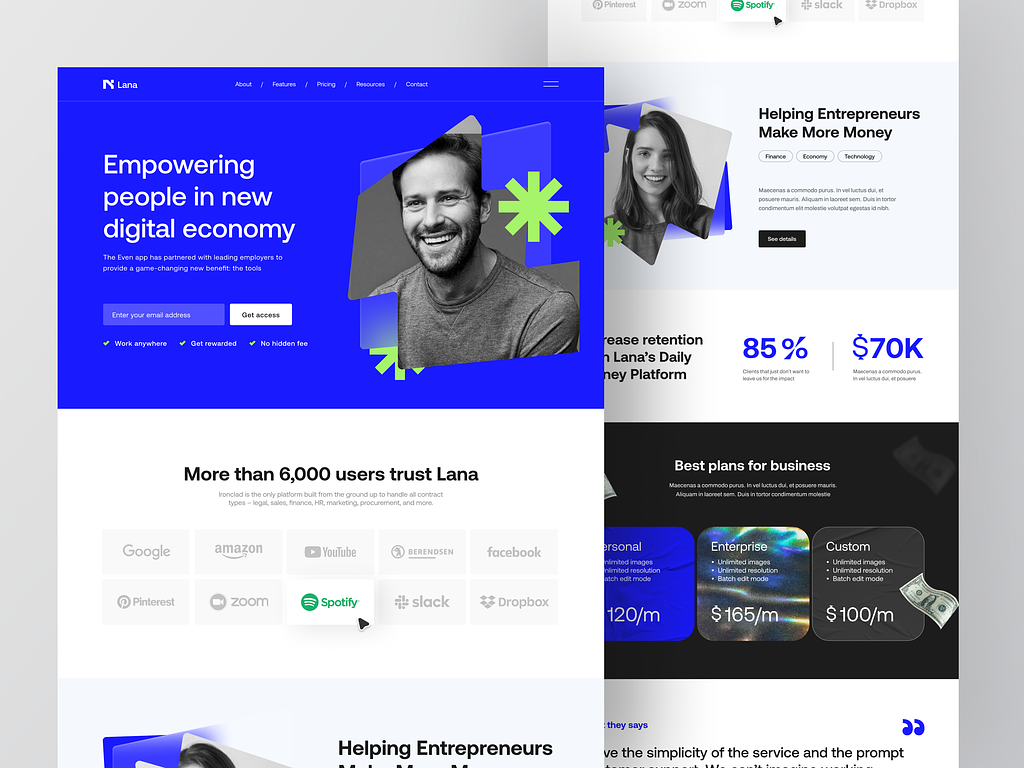 Lana
About / Features / Pricing / Resources / Contact
Empowering
people in new
digital economy
The Even app has partnered with leading employers to
provide a game-changing new benefit: the tools
Enter your email address
Get access
Work anywhere
Get rewarded
No hidden fee
More than 6,000 users trust Lana
Ironclad is the only platform built from the ground up to handle all contract
types – legal, sales, finance, HR, marketing, procurement, and more.
Google
amazon
YouTube
BERENDSEN
facebook
Pinterest
zoom
Spotify
slack
Dropbox
Helping Entrepreneurs
Pinterest
zoom
Spotify
slack
Dropbox
Helping Entrepreneurs
Make More Money
Finance
Economy
Technology
Maecenas a commodo purus. In vel luctus dui, et
posuere mauris. Aliquam in laoreet sem. Duis in tortor
condimentum elit molestie volutpat egestas id nibh.
See details
rease retention
n Lana's Daily
ney Platform
85 %
Clients that just don't want to
leave us for the impact
$70K
Maecenas a commodo purus.
In vel luctus dui, et posuere
Best plans for business
Maecenas a commodo purus. In vel luctus dui, et posuere mauris.
Aliquam in laoreet sem. Duis in tortor condimentum molestie
ersonal
nlimited images
nlimited resolution
atch edit mode
120/m
Enterprise
• Unlimited images
• Unlimited resolution
• Batch edit mode
$ 165/m
Custom
• Unlimited images
• Unlimited resolution
• Batch edit mode
$ 100/m
they says
ve the simplicity of the service and the prompt